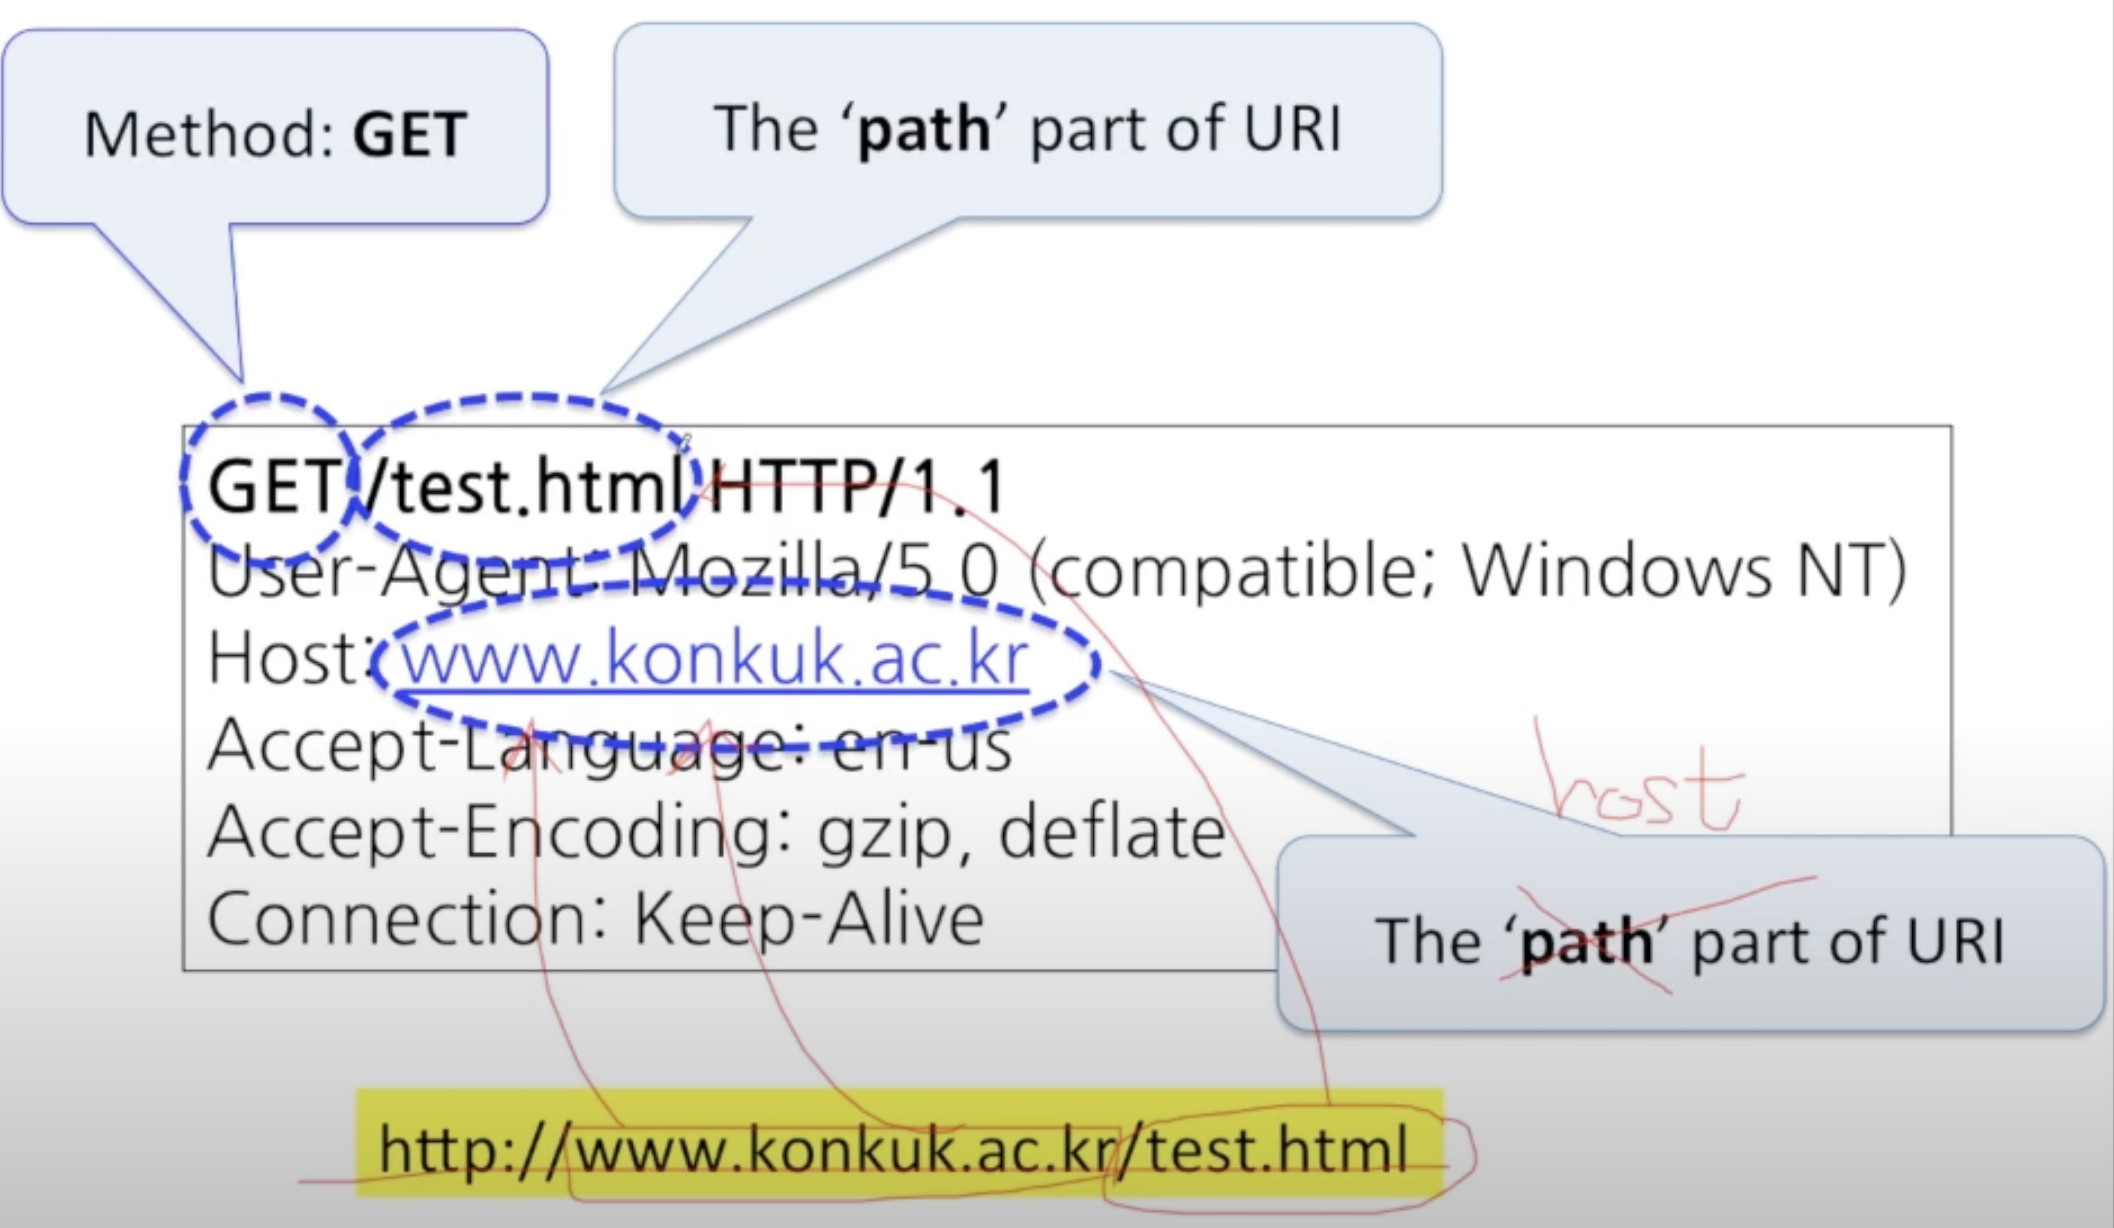 Method: GET
The ‘path’ part of URI
GET /test.html HTTP/1.1
User-Agent: Mozilla/5.0 (compatible; Windows NT)
Host: www.konkuk.ac.kr
Accept-Language: en-us
Accept-Encoding: gzip, deflate
Connection: Keep-Alive
host
The ‘path’ part of URI
http://www.konkuk.ac.kr/test.html